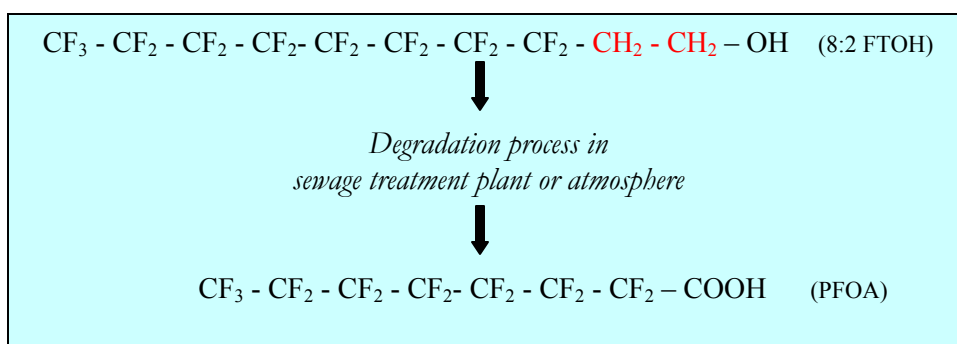 CF₃ - CF₂ - CF₂ - CF₂- CF₂ - CF₂ - CF₂ - CF₂ - CH₂ - CH₂ – OH (8:2 FTOH)
Degradation process in
sewage treatment plant or atmosphere
CF₃ - CF₂ - CF₂ - CF₂- CF₂ - CF₂ - CF₂ – COOH (PFOA)